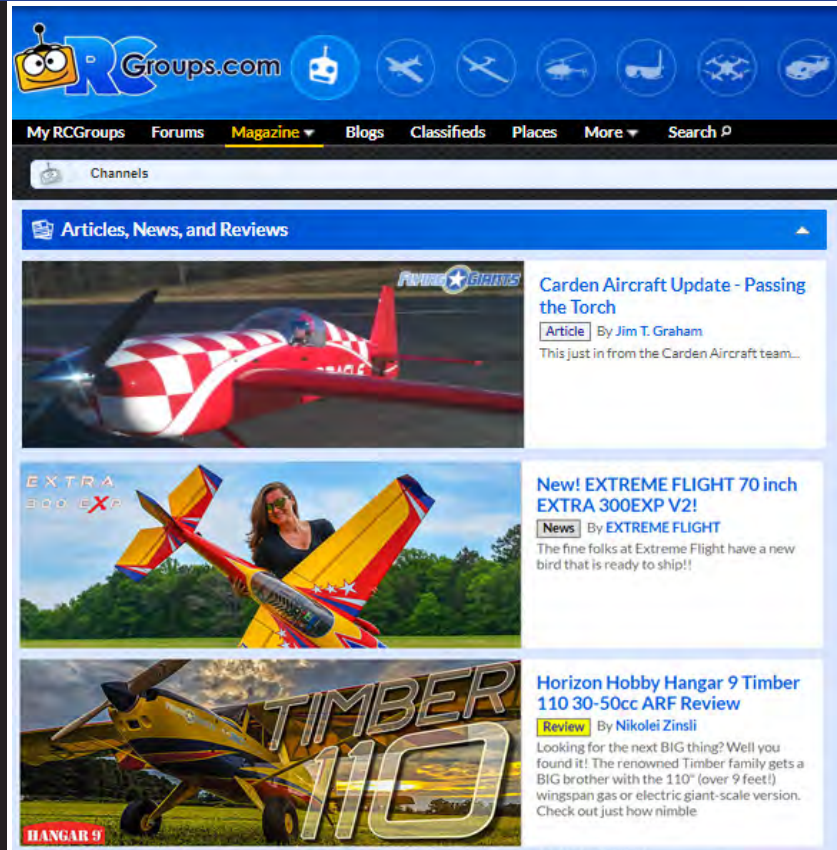 RCGroups.com
My RCGroups Forums Magazine Blogs Classifieds Places More Search
Channels
Articles, News, and Reviews
FLYING GIANTS
Carden Aircraft Update - Passing
the Torch
Article By Jim T. Graham
This just in from the Carden Aircraft team...
EXTRA
300 EXP
New! EXTREME FLIGHT 70 inch
EXTRA 300EXP V2!
News By EXTREME FLIGHT
The fine folks at Extreme Flight have a new
bird that is ready to ship!!
TIMBER
110
HANGAR 9
Horizon Hobby Hangar 9 Timber
110 30-50cc ARF Review
Review By Nikolei Zinsli
Looking for the next BIG thing? Well you
found it! The renowned Timber family gets a
BIG brother with the 110" (over 9 feet!)
wingspan gas or electric giant-scale version.
Check out just how nimble